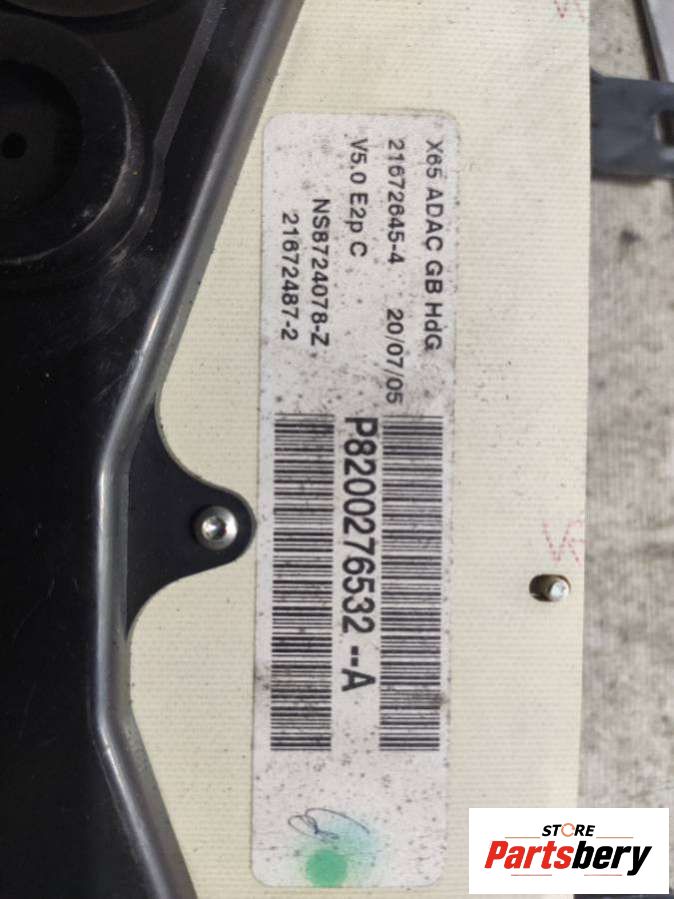 X65 ADAC GB HdG
21672645-4 20/07/05
V5.0 E2p C
NS8724078-Z
21672487-2
P8200276532 --A
STORE
Partsbery